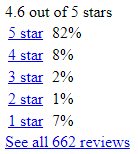 4.6 out of 5 stars
5 star 82%
4 star 8%
3 star 2%
2 star 1%
1 star 7%
See all 662 reviews